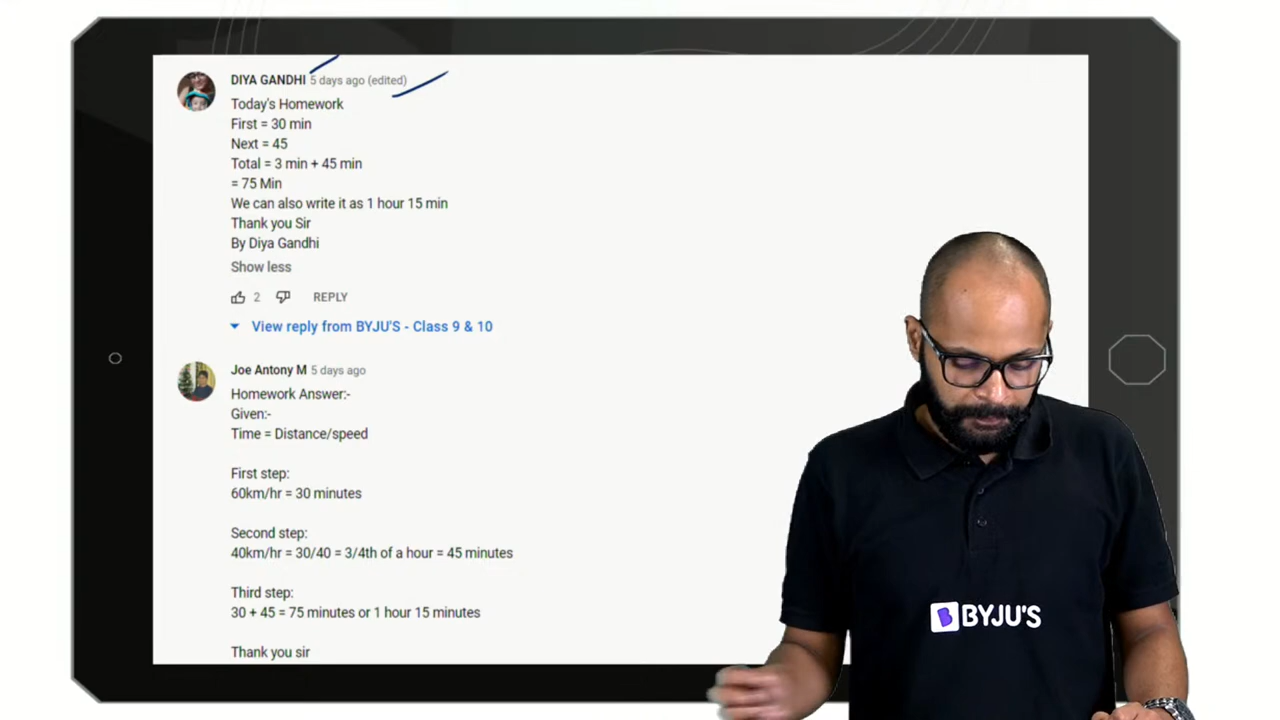 DIYA GANDHI 5 days ago (edited)
Today's Homework
First = 30 min
Next = 45
Total = 3 min + 45 min
= 75 Min
We can also write it as 1 hour 15 min
Thank you Sir
By Diya Gandhi
Show less
2 REPLY
View reply from BYJU'S - Class 9 & 10
Joe Antony M 5 days ago
Homework Answer:-
Given:-
Time = Distance/speed
First step:
60km/hr = 30 minutes
Second step:
40km/hr = 30/40 = 3/4th of a hour = 45 minutes
Third step:
30 + 45 = 75 minutes or 1 hour 15 minutes
Thank you sir
B BYJU'S